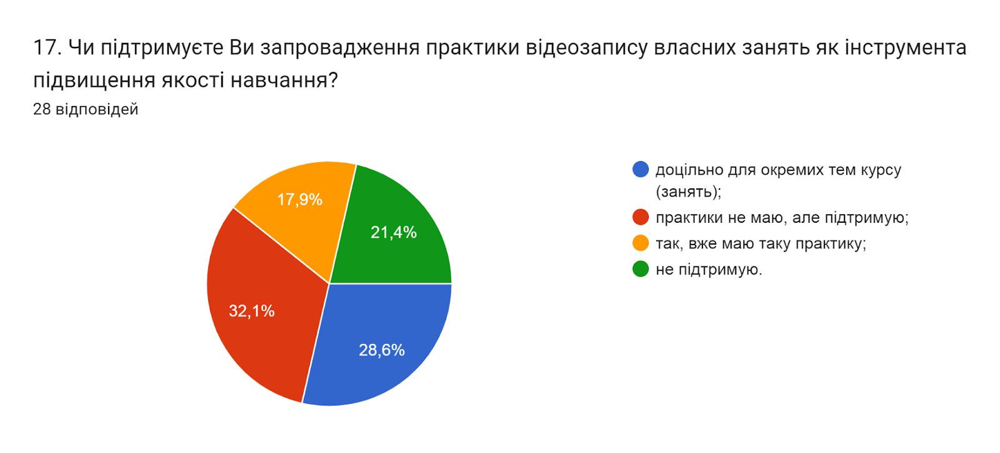 17. Чи підтримуєте Ви запровадження практики відеозапису власних занять як інструмента
підвищення якості навчання?
28 відповідей
17,9%
21,4%
32,1%
28,6%
доцільно для окремих тем курсу
(занять);
практики не маю, але підтримую;
так, вже маю таку практику;
не підтримую.